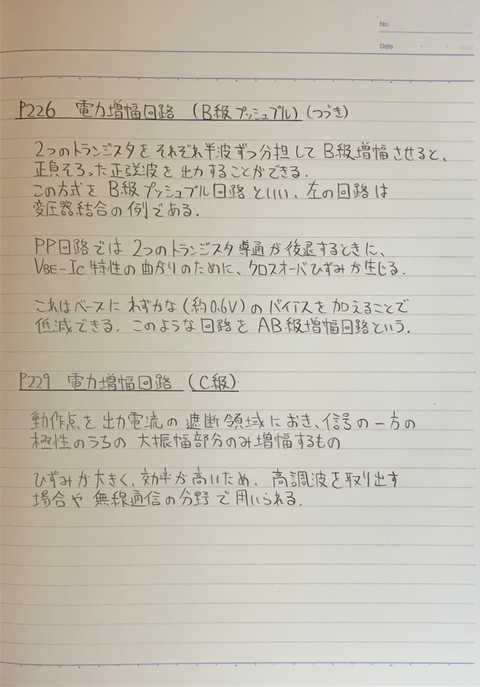 No.
Date
P226 電力増幅回路 (B級プッシュプル) (つづき)
2つのトランジスタをそれぞれ半波ずつ分担してB級増幅させると、
正負そろった正弦波を出力することができる.
この方式をB級プッシュプル回路といい、左の回路は
変圧器結合の例である.
PP回路では2つのトランジスタ導通が後退するときに、
VBE-Ic特性の曲がりのために、クロスオーバひずみが生じる.
これはベースにわずかな(約0.6V)のバイアスを加えることで
低減できる. このような回路をAB級増幅回路という.
P229 電力増幅回路 (C級)
動作点を出力電流の遮断領域におき、信号の一方の
極性のうちの大振幅部分のみ増幅するもの
ひずみが大きく、効率が高いため、高調波を取り出す
場合や無線通信の分野で用いられる.